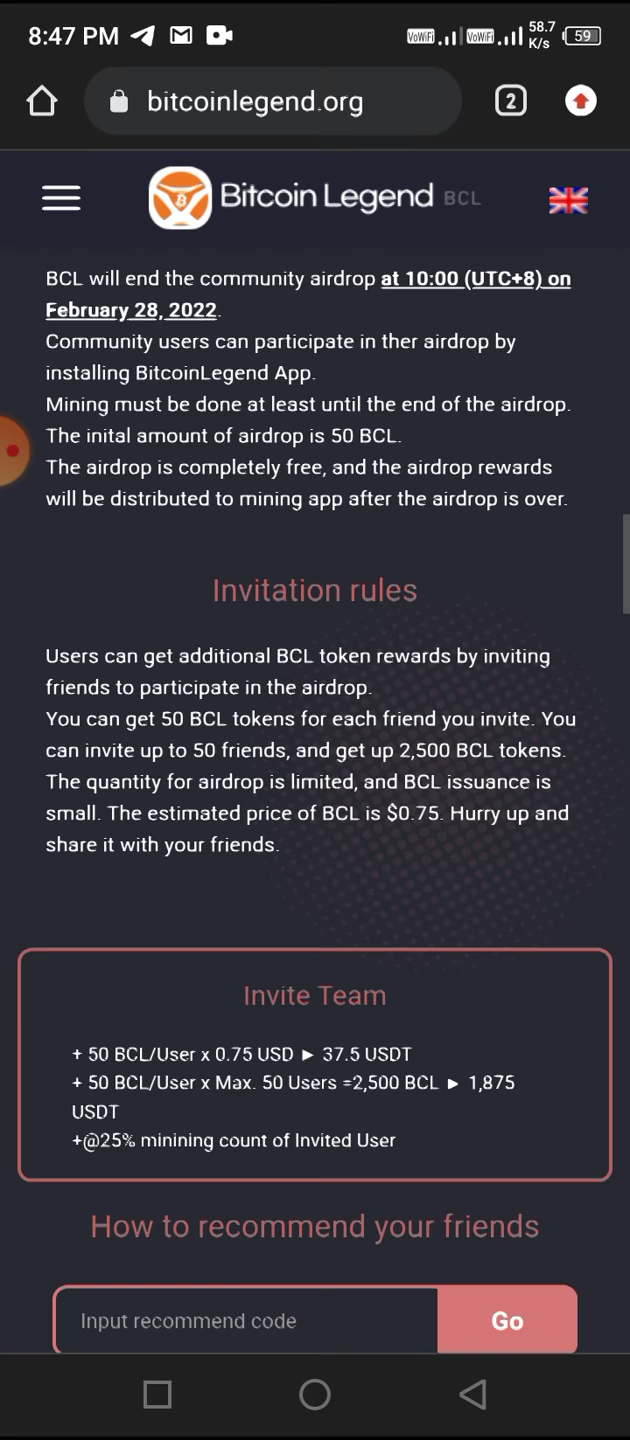 8:47 PM VoWiFi VoWiFi 58.7 K/s 59
bitcoinlegend.org 2
Bitcoin Legend BCL
BCL will end the community airdrop at 10:00 (UTC+8) on
February 28, 2022.
Community users can participate in ther airdrop by
installing BitcoinLegend App.
Mining must be done at least until the end of the airdrop.
The inital amount of airdrop is 50 BCL.
The airdrop is completely free, and the airdrop rewards
will be distributed to mining app after the airdrop is over.
Invitation rules
Users can get additional BCL token rewards by inviting
friends to participate in the airdrop.
You can get 50 BCL tokens for each friend you invite. You
can invite up to 50 friends, and get up 2,500 BCL tokens.
The quantity for airdrop is limited, and BCL issuance is
small. The estimated price of BCL is $0.75. Hurry up and
share it with your friends.
Invite Team
+ 50 BCL/User x 0.75 USD ► 37.5 USDT
+ 50 BCL/User x Max. 50 Users =2,500 BCL ► 1,875
USDT
+@25% minining count of Invited User
How to recommend your friends
Input recommend code
Go